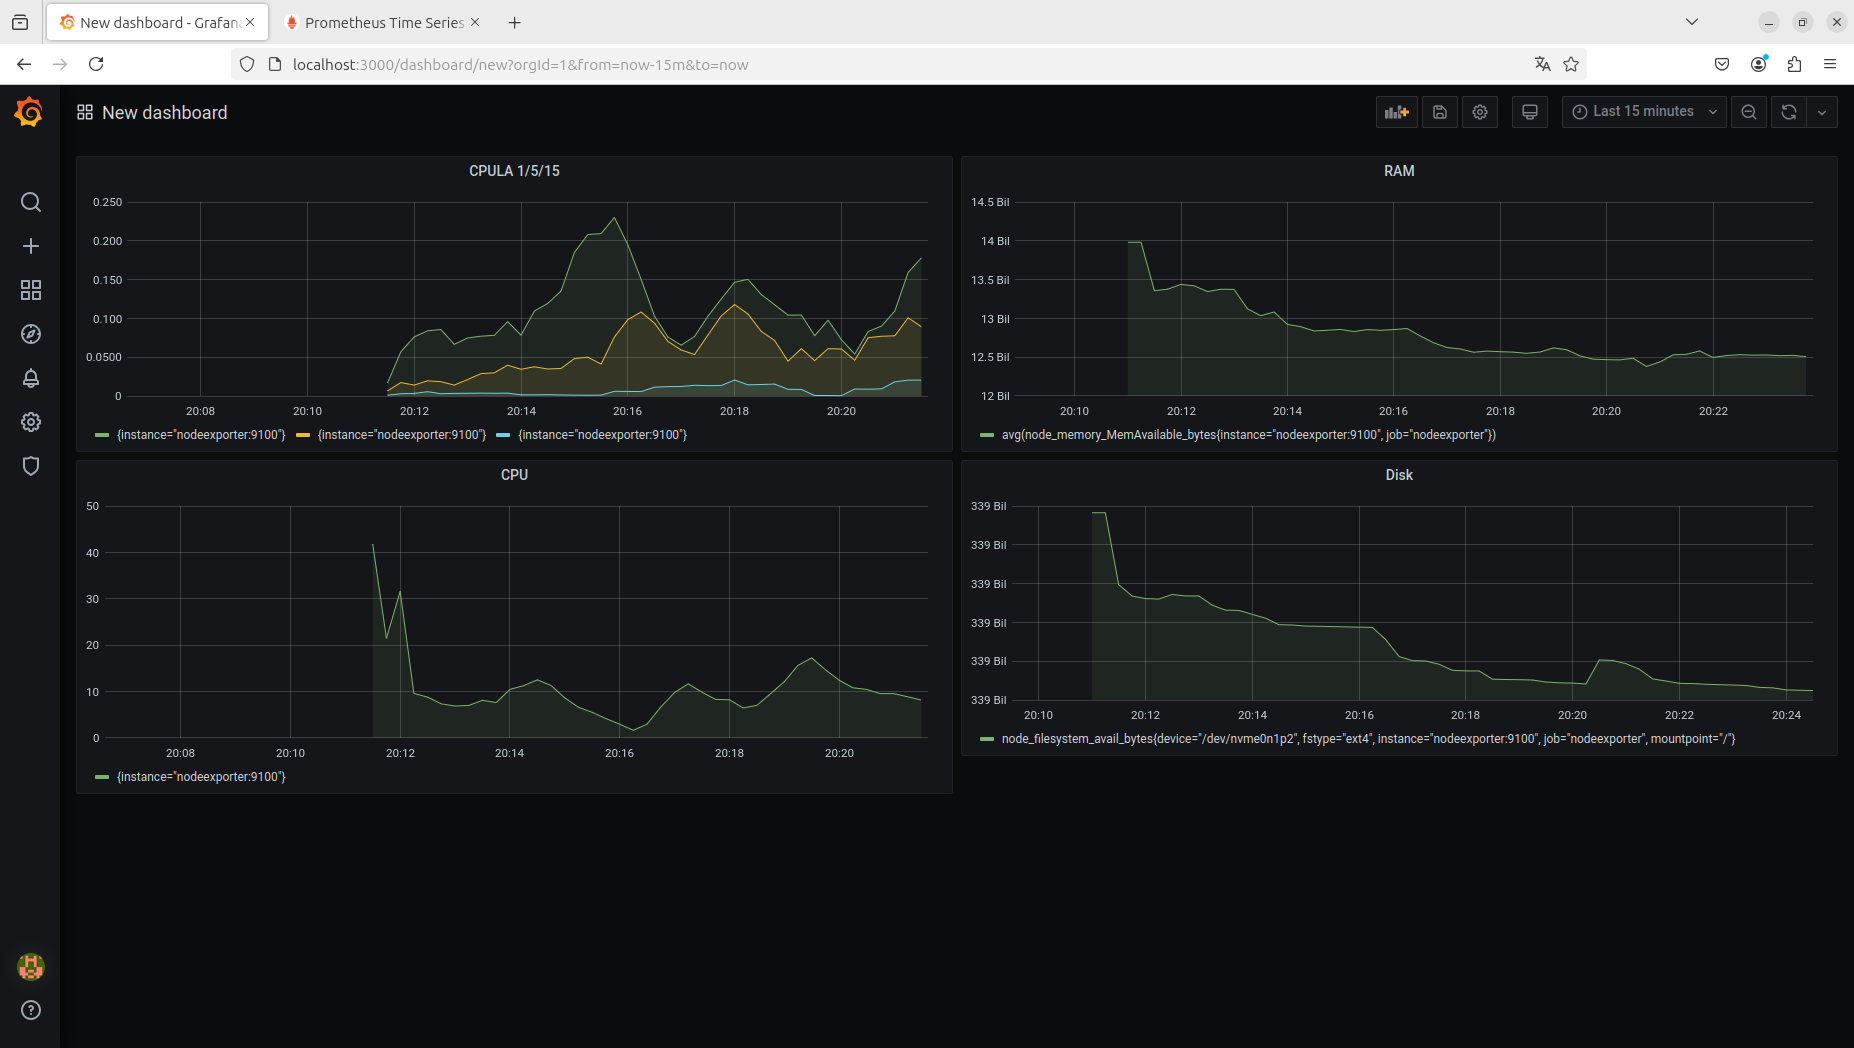 New dashboard - Grafan
Prometheus Time Series
localhost:3000/dashboard/new?orgId=1&from=now-15m&to=now
New dashboard
Last 15 minutes
CPULA 1/5/15
0.250
0.200
0.150
0.100
0.0500
0
20:08 20:10 20:12 20:14 20:16 20:18 20:20
{instance="nodeexporter:9100"} {instance="nodeexporter:9100"} {instance="nodeexporter:9100"}
RAM
14.5 Bil
14 Bil
13.5 Bil
13 Bil
12.5 Bil
12 Bil
20:10 20:12 20:14 20:16 20:18 20:20 20:22
avg(node_memory_MemAvailable_bytes{instance="nodeexporter:9100", job="nodeexporter"})
CPU
50
40
30
20
10
0
20:08 20:10 20:12 20:14 20:16 20:18 20:20
{instance="nodeexporter:9100"}
Disk
339 Bil
339 Bil
339 Bil
339 Bil
339 Bil
339 Bil
20:10 20:12 20:14 20:16 20:18 20:20 20:22 20:24
node_filesystem_avail_bytes{device="/dev/nvme0n1p2", fstype="ext4", instance="nodeexporter:9100", job="nodeexporter", mountpoint="/"}